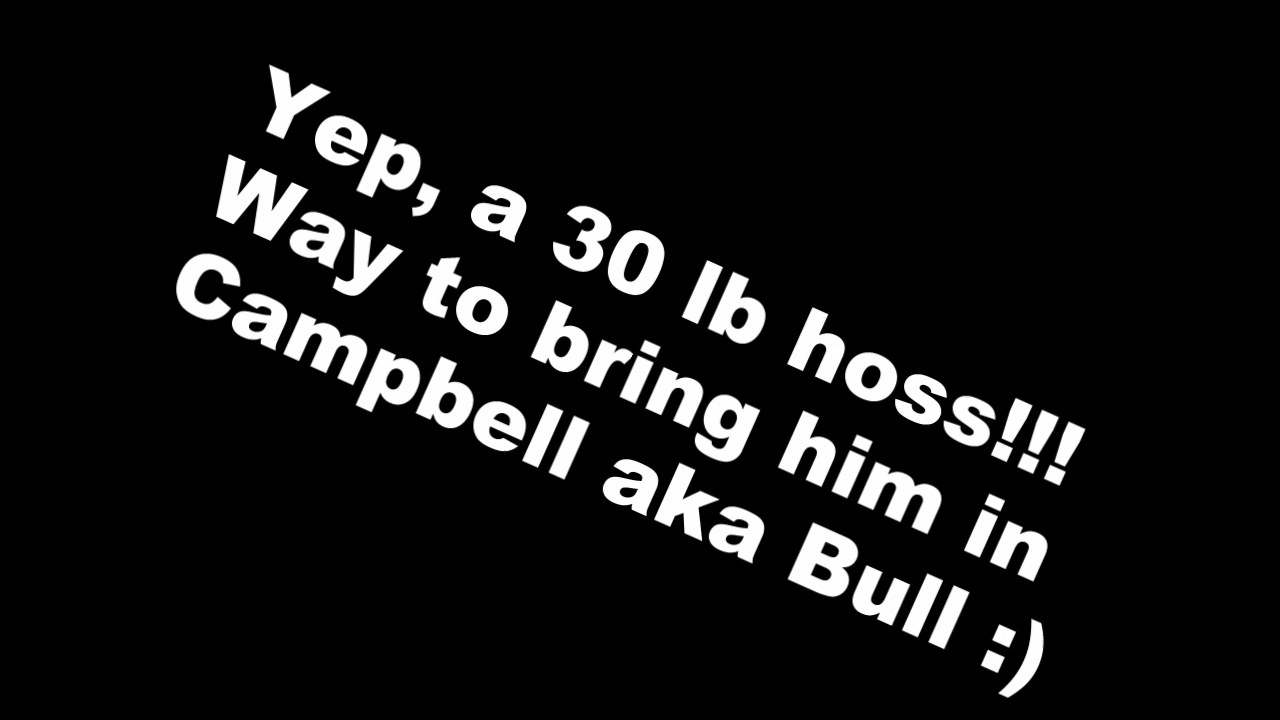 Yep, a 30 lb hoss!!!
Way to bring him in
Campbell aka Bull :)